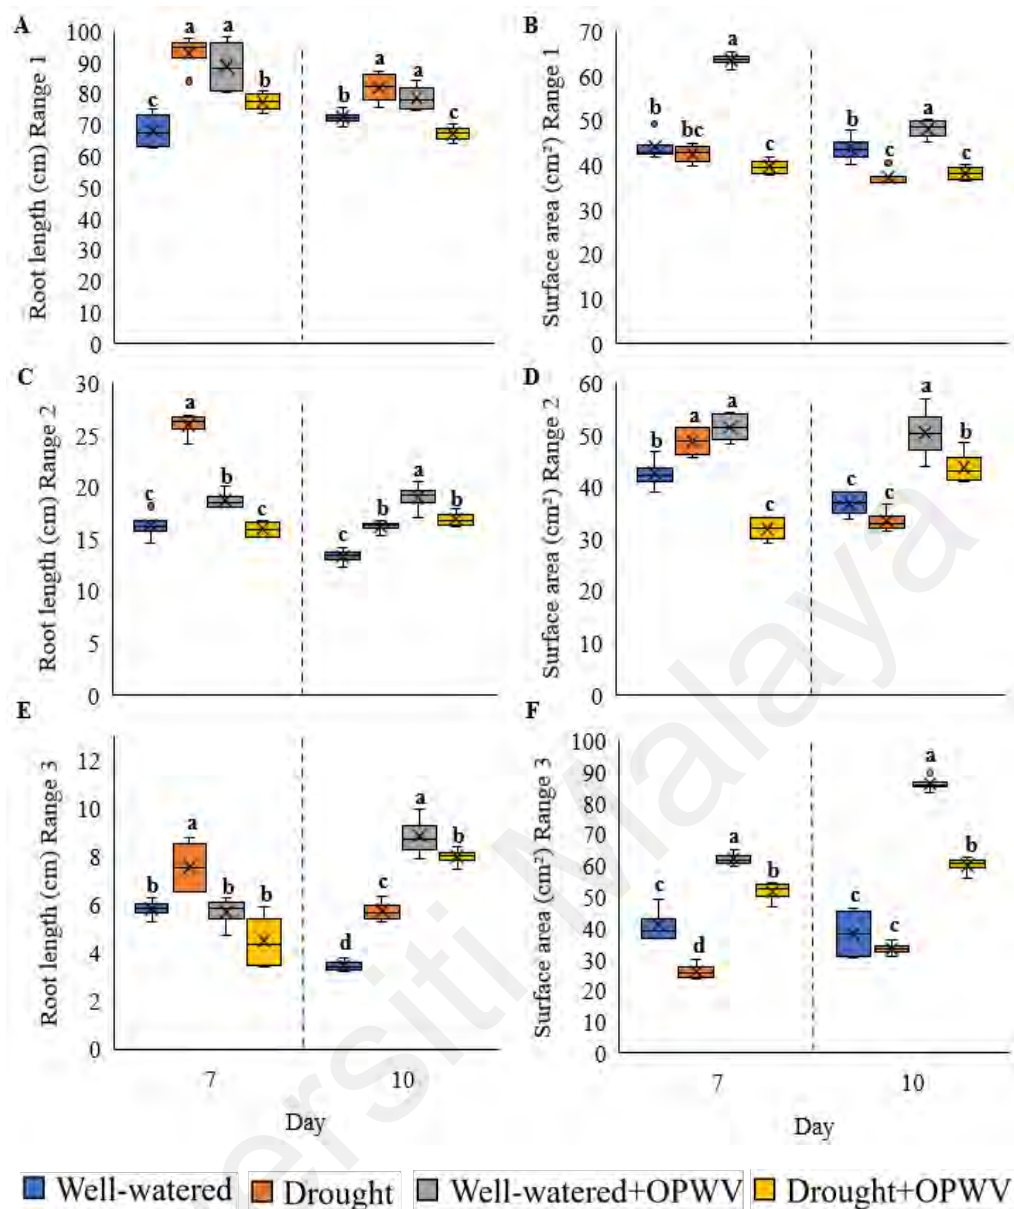 A
Root length (cm) Range 1
100
90
80
70
60
50
40
30
20
10
0
c a a b
b a a c
B
Surface area (cm²) Range 1
70
60
50
40
30
20
10
0
b bc a c
b c a c
C
Root length (cm) Range 2
30
25
20
15
10
5
0
c a b c
c b a b
D
Surface area (cm²) Range 2
60
50
40
30
20
10
0
b a a c
c c a b
E
Root length (cm) Range 3
12
10
8
6
4
2
0
b a b b
d c a b
7 10
Day
F
Surface area (cm²) Range 3
100
90
80
70
60
50
40
30
20
10
0
c d a b
c c a b
7 10
Day
Well-watered Drought Well-watered+OPWV Drought+OPWV
ersiti Malaya